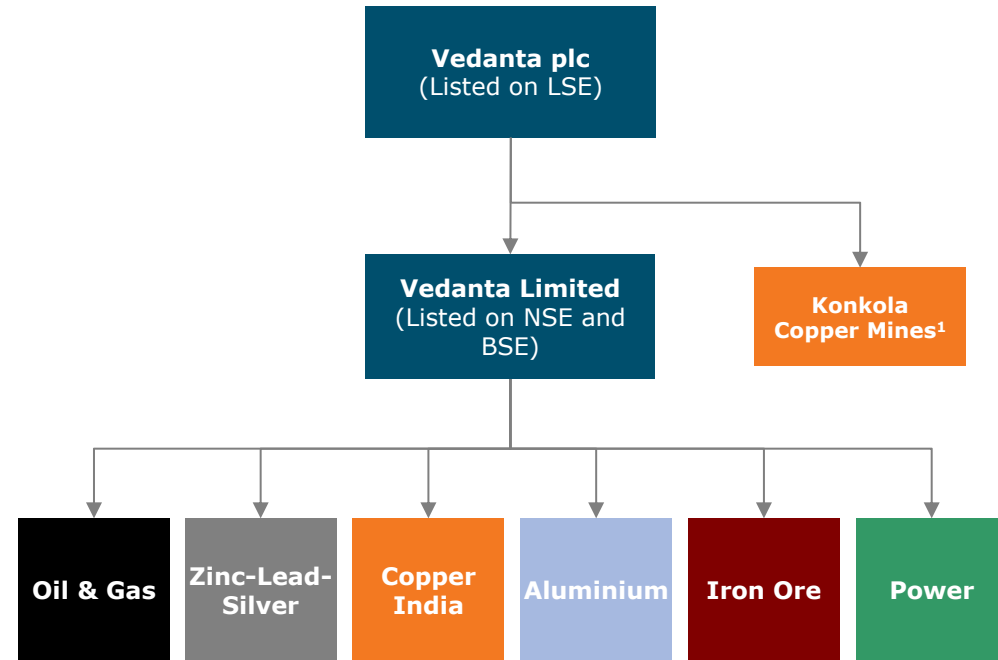 Vedanta plc
(Listed on LSE)
Vedanta Limited
(Listed on NSE and
BSE)
Konkola
Copper Mines¹
Oil & Gas
Zinc-Lead-
Silver
Copper
India
Aluminium
Iron Ore
Power